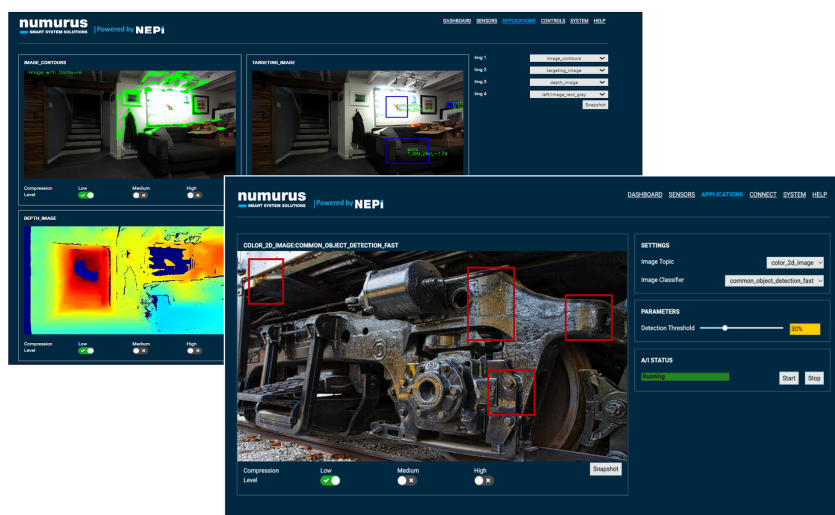 numurus
SMART SYSTEM SOLUTIONS
| Powered by NEPI
DASHBOARD SENSORS APPLICATIONS CONTROLS SYSTEM HELP
IMAGE_CONTOURS
Image with Contours
TARGETING_IMAGE
Img 1 image_contours
Img 2 targeting_image
Img 3 depth_image
Img 4 left/image_rect_gray
Snapshot
Compression Level Low Medium High
DEPTH_IMAGE
Compression Level Low Medium High
numurus
SMART SYSTEM SOLUTIONS
| Powered by NEPI
DASHBOARD SENSORS APPLICATIONS CONNECT SYSTEM HELP
COLOR_2D_IMAGE:COMMON_OBJECT_DETECTION_FAST
SETTINGS
Image Topic color_2d_image
Image Classifier common_object_detection_fast
PARAMETERS
Detection Threshold 30%
A/I STATUS
Running Start Stop
Compression Level Low Medium High
Snapshot